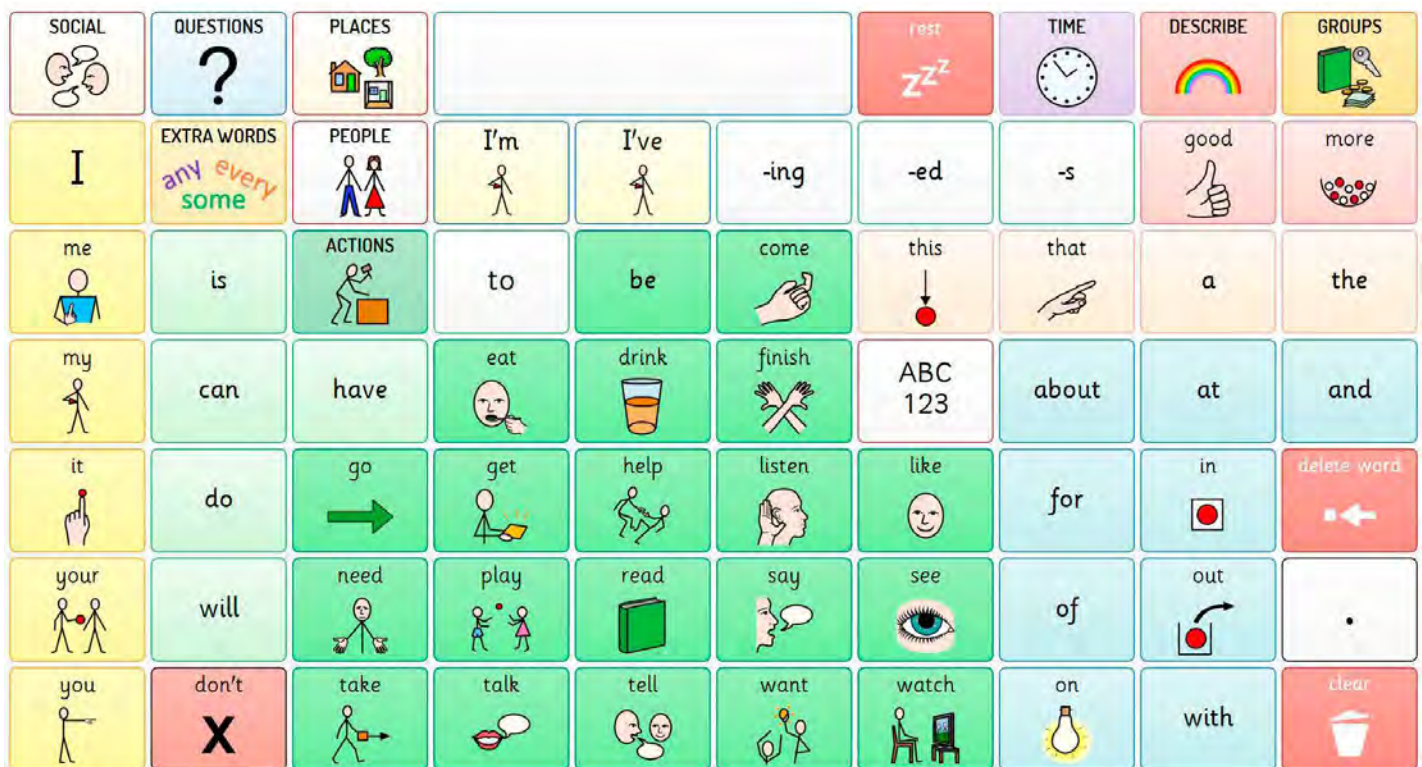 SOCIAL
QUESTIONS
?
PLACES
rest
zzz
TIME
DESCRIBE
GROUPS
I
EXTRA WORDS
any every
some
PEOPLE
I'm
I've
-ing
-ed
-s
good
more
me
is
ACTIONS
to
be
come
this
that
a
the
my
can
have
eat
drink
finish
ABC
123
about
at
and
it
do
go
get
help
listen
like
for
in
delete word
your
will
need
play
read
say
see
of
out
.
you
don't
X
take
talk
tell
want
watch
on
with
clear